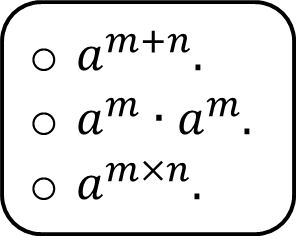 ○ a^{m+n}.
○ a^m · a^m.
○ a^{m×n}.